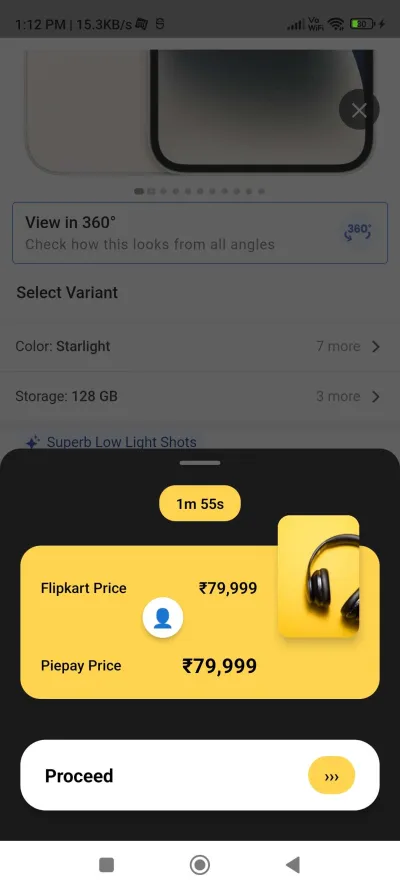 1:12 PM | 15.3KB/s
Vo
WiFi
20
View in 360°
Check how this looks from all angles
360°
Select Variant
Color: Starlight
7 more
Storage: 128 GB
3 more
Superb Low Light Shots
1m 55s
Flipkart Price
₹79,999
Piepay Price
₹79,999
Proceed
›››